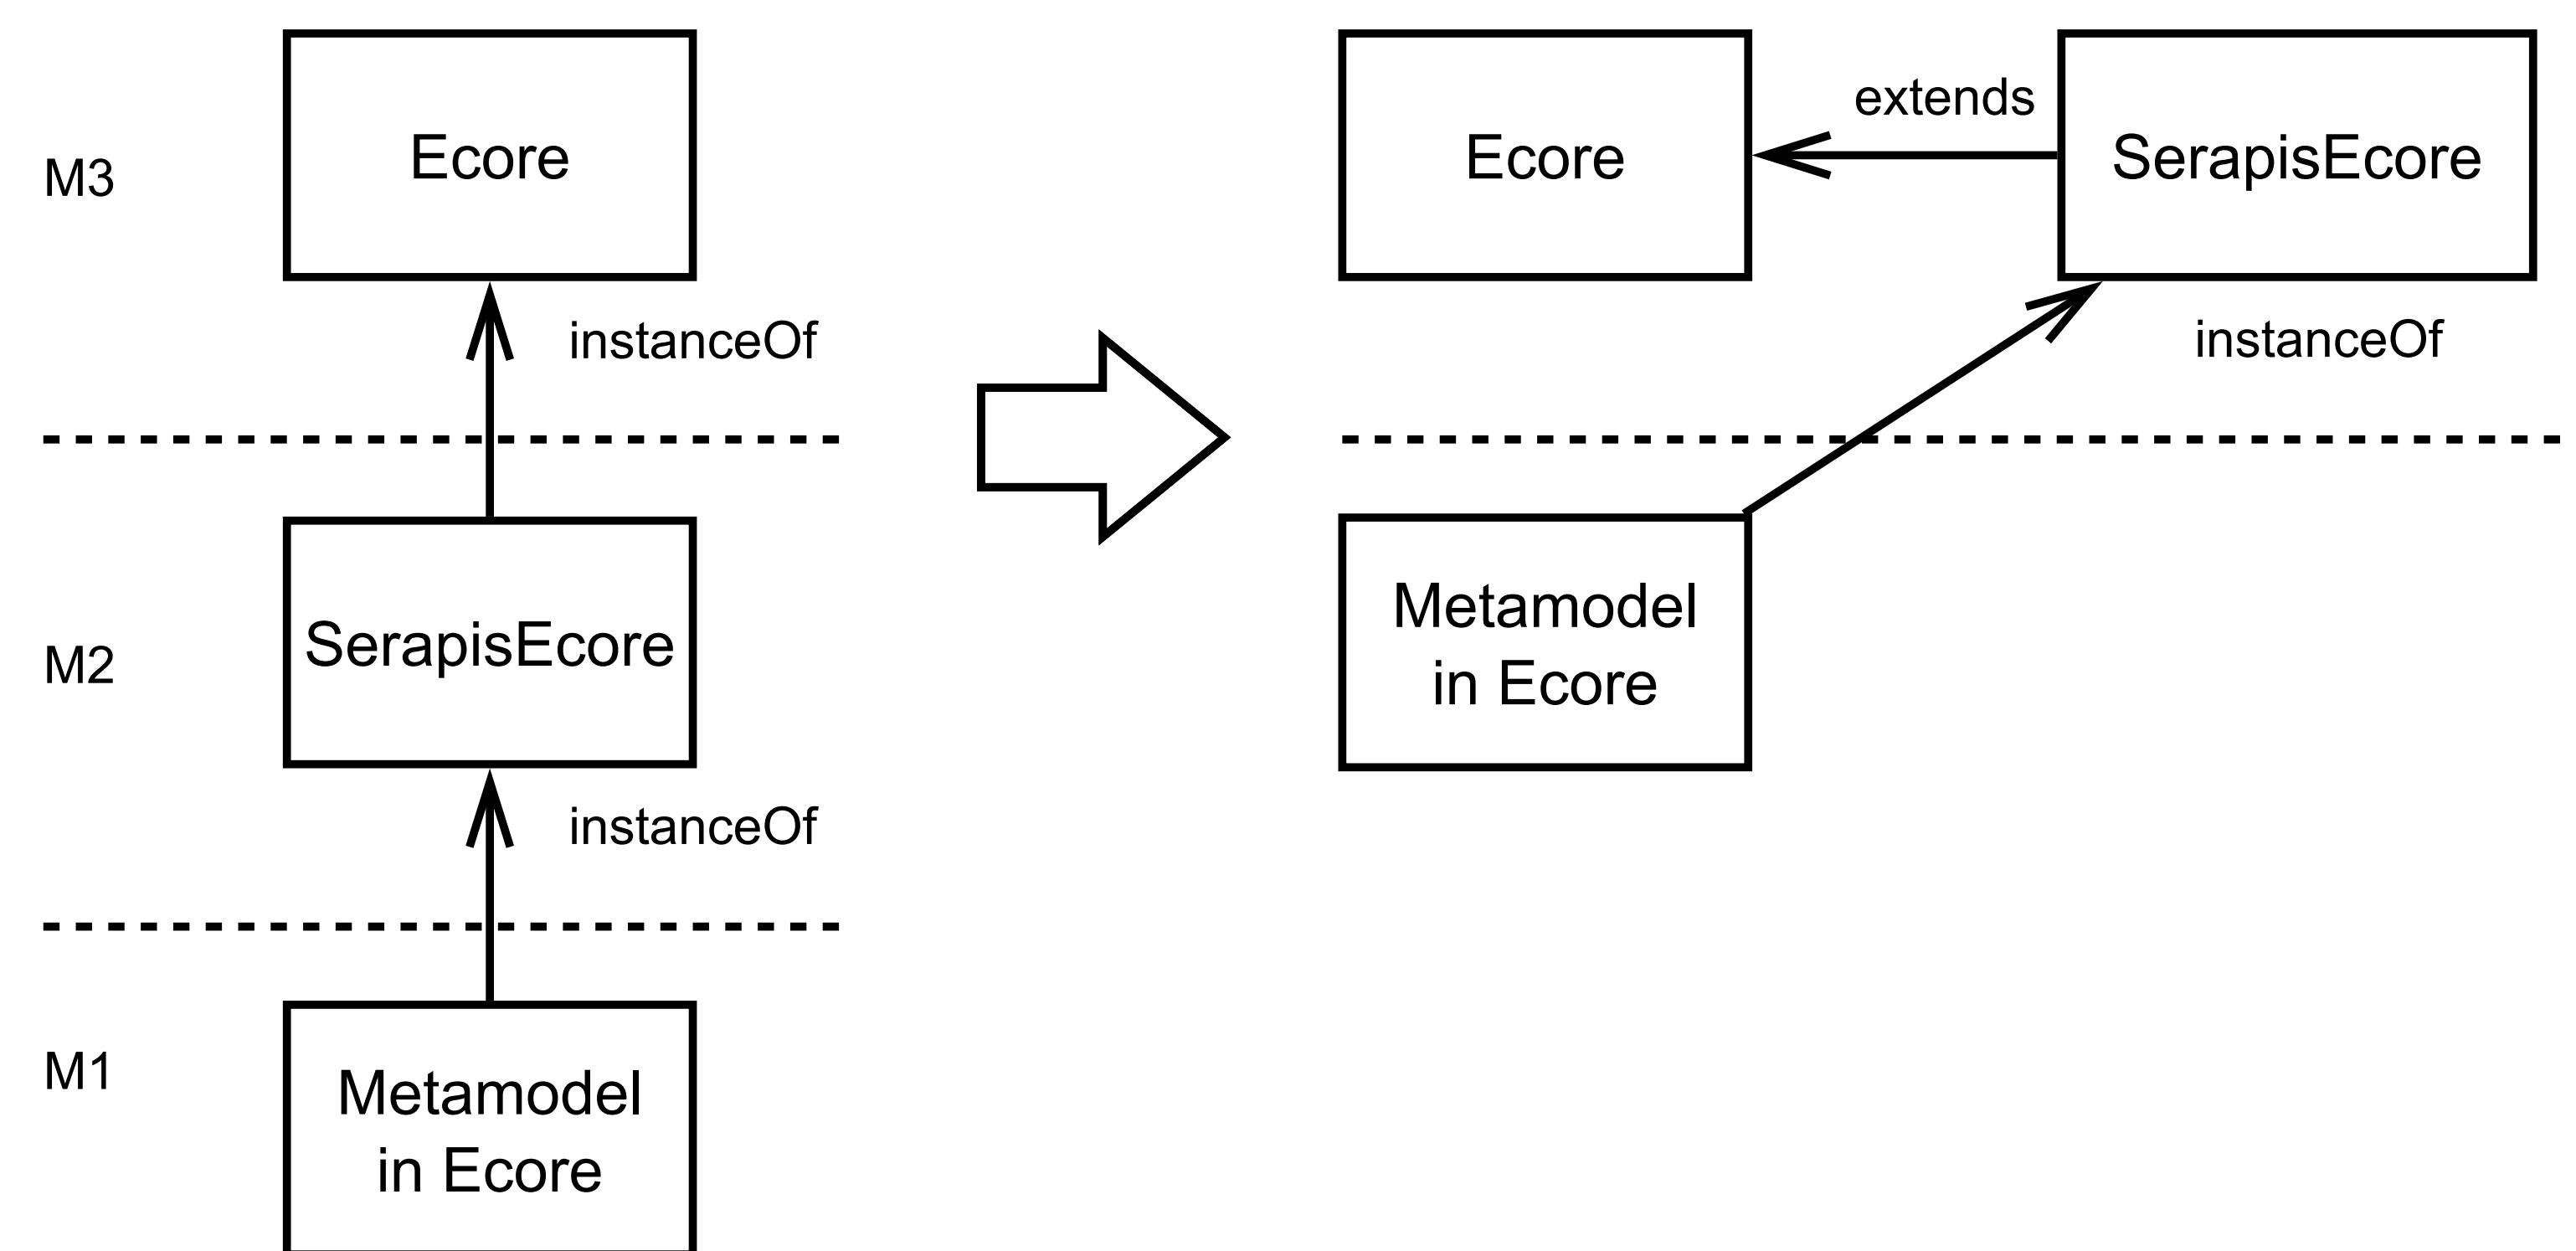 M3
Ecore
instanceOf
M2
SerapisEcore
instanceOf
M1
Metamodel
in Ecore
Ecore
extends
SerapisEcore
instanceOf
Metamodel
in Ecore